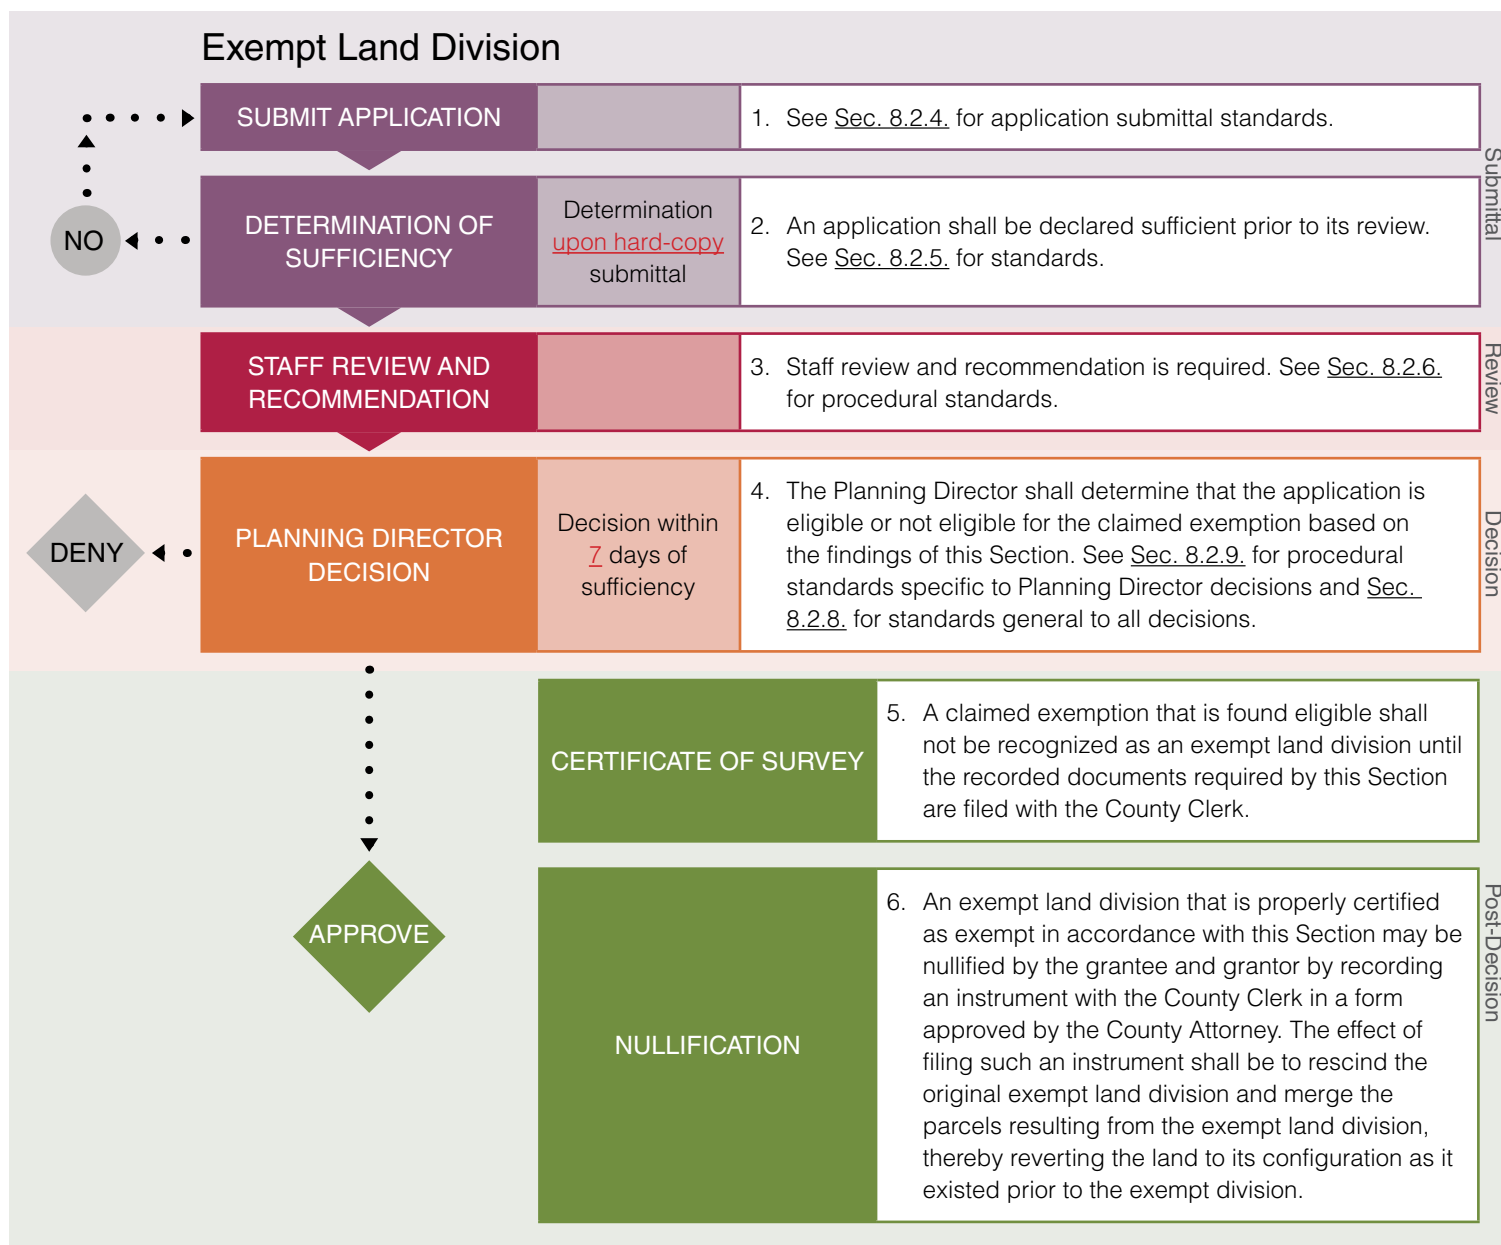 Exempt Land Division
SUBMIT APPLICATION
1. See Sec. 8.2.4. for application submittal standards.
Submittal
NO
DETERMINATION OF
SUFFICIENCY
Determination
upon hard-copy
submittal
2. An application shall be declared sufficient prior to its review.
See Sec. 8.2.5. for standards.
STAFF REVIEW AND
RECOMMENDATION
3. Staff review and recommendation is required. See Sec. 8.2.6.
for procedural standards.
Review
DENY
PLANNING DIRECTOR
DECISION
Decision within
7 days of
sufficiency
4. The Planning Director shall determine that the application is
eligible or not eligible for the claimed exemption based on
the findings of this Section. See Sec. 8.2.9. for procedural
standards specific to Planning Director decisions and Sec.
8.2.8. for standards general to all decisions.
Decision
CERTIFICATE OF SURVEY
5. A claimed exemption that is found eligible shall
not be recognized as an exempt land division until
the recorded documents required by this Section
are filed with the County Clerk.
APPROVE
NULLIFICATION
6. An exempt land division that is properly certified
as exempt in accordance with this Section may be
nullified by the grantee and grantor by recording
an instrument with the County Clerk in a form
approved by the County Attorney. The effect of
filing such an instrument shall be to rescind the
original exempt land division and merge the
parcels resulting from the exempt land division,
thereby reverting the land to its configuration as it
existed prior to the exempt division.
Post-Decision